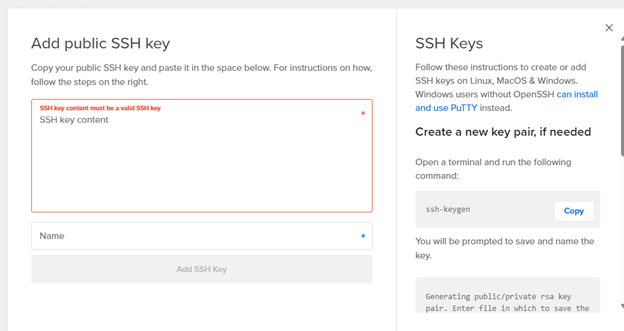 Add public SSH key
Copy your public SSH key and paste it in the space below. For instructions on how,
follow the steps on the right.
SSH key content must be a valid SSH key
SSH key content
*
Name
*
Add SSH Key
SSH Keys
Follow these instructions to create or add
SSH keys on Linux, MacOS & Windows.
Windows users without OpenSSH can install
and use PuTTY instead.
Create a new key pair, if needed
Open a terminal and run the following
command:
ssh-keygen
Copy
You will be prompted to save and name the
key.
Generating public/private rsa key
pair. Enter file in which to save the